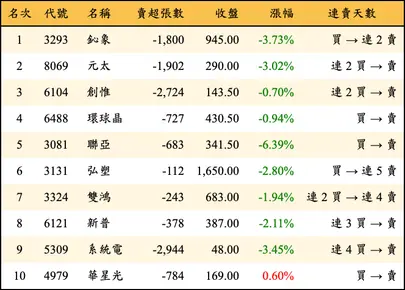 名次 代號 名稱 賣超張數 收盤 漲幅 連賣天數
1 3293 鈊象 -1,800 945.00 -3.73% 買→連2賣
2 8069 元太 -1,902 290.00 -3.02% 連2買→賣
3 6104 創惟 -2,724 143.50 -0.70% 連2買→賣
4 6488 環球晶 -727 430.50 -0.94% 買→賣
5 3081 聯亞 -683 341.50 -6.39% 買→賣
6 3131 弘塑 -112 1,650.00 -2.80% 買→連5賣
7 3324 雙鴻 -243 683.00 -1.94% 連2買→連4賣
8 6121 新普 -378 387.00 -2.11% 連3買→賣
9 5309 系統電 -2,944 48.00 -3.45% 連4買→賣
10 4979 華星光 -784 169.00 0.60% 買→賣